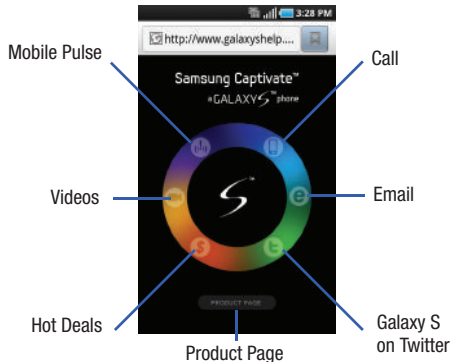 3:28 PM
http://www.galaxyshelp....
Mobile Pulse
Call
Samsung Captivate™
a GALAXY S™ phone
Videos
S™
e
Email
$
t
Hot Deals
PRODUCT PAGE
Galaxy S
on Twitter
Product Page